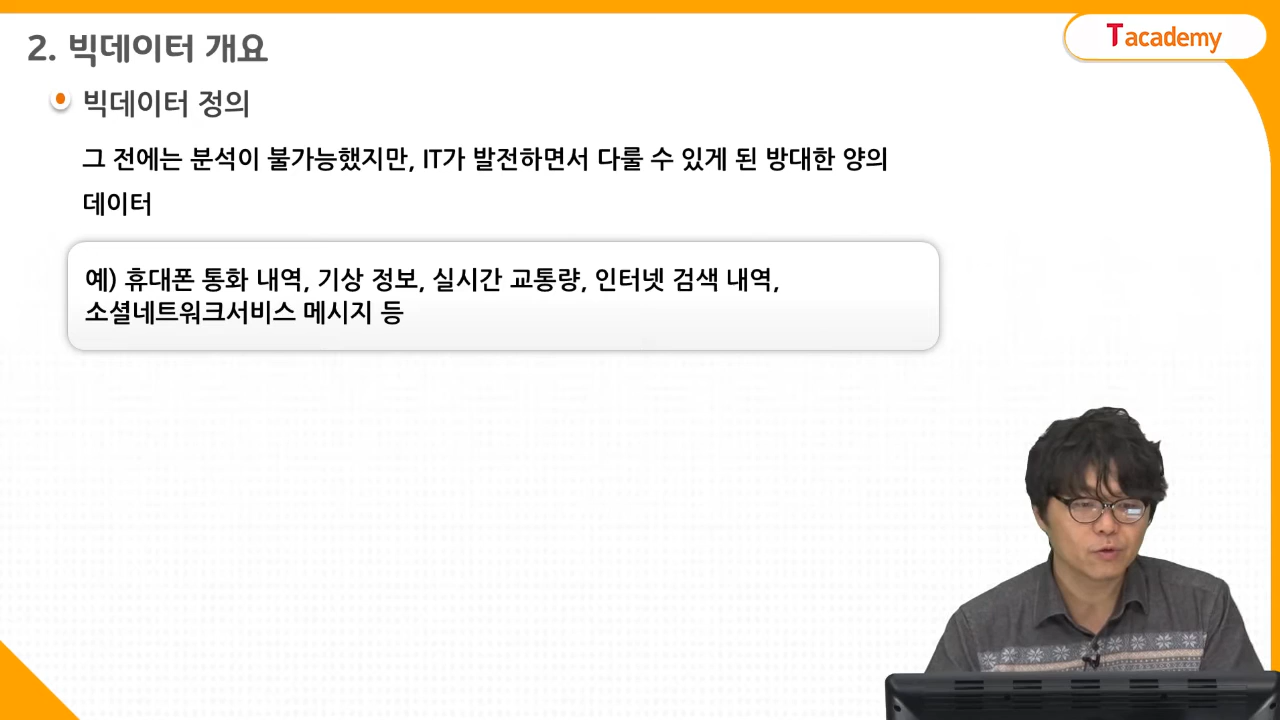 2. 빅데이터 개요
Tacademy
빅데이터 정의
그 전에는 분석이 불가능했지만, IT가 발전하면서 다룰 수 있게 된 방대한 양의
데이터
예) 휴대폰 통화 내역, 기상 정보, 실시간 교통량, 인터넷 검색 내역,
소셜네트워크서비스 메시지 등